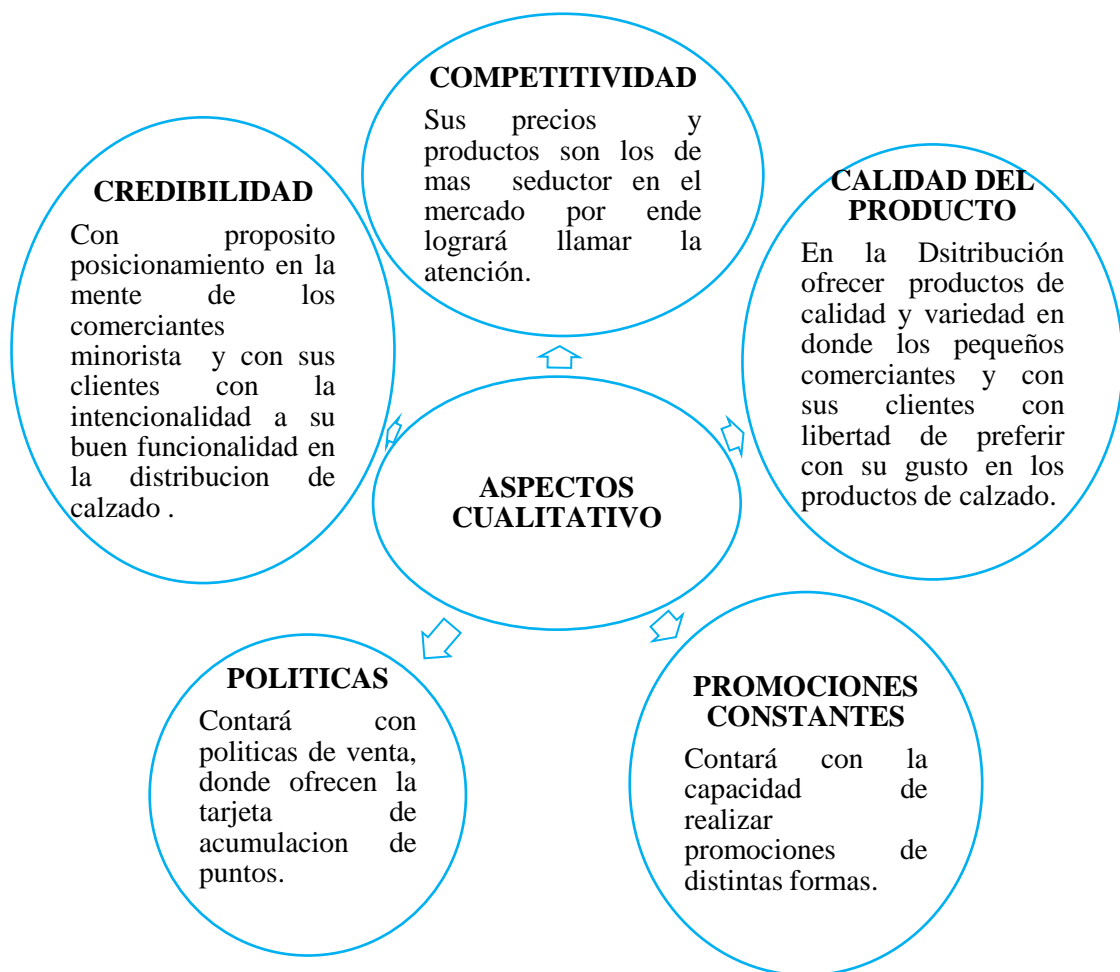 COMPETITIVIDAD
Sus precios y
productos son los de
mas seductor en el
mercado por ende
logrará llamar la
atención.
CREDIBILIDAD
Con proposito
posicionamiento en la
mente de los
comerciantes
minorista y con sus
clientes con la
intencionalidad a su
buen funcionalidad en
la distribucion de
calzado .
CALIDAD DEL
PRODUCTO
En la Dsitribución
ofrecer productos de
calidad y variedad en
donde los pequeños
comerciantes y con
sus clientes con
libertad de preferir
con su gusto en los
productos de calzado.
ASPECTOS
CUALITATIVO
POLITICAS
Contará con
politicas de venta,
donde ofrecen la
tarjeta de
acumulacion de
puntos.
PROMOCIONES
CONSTANTES
Contará con la
capacidad de
realizar
promociones de
distintas formas.